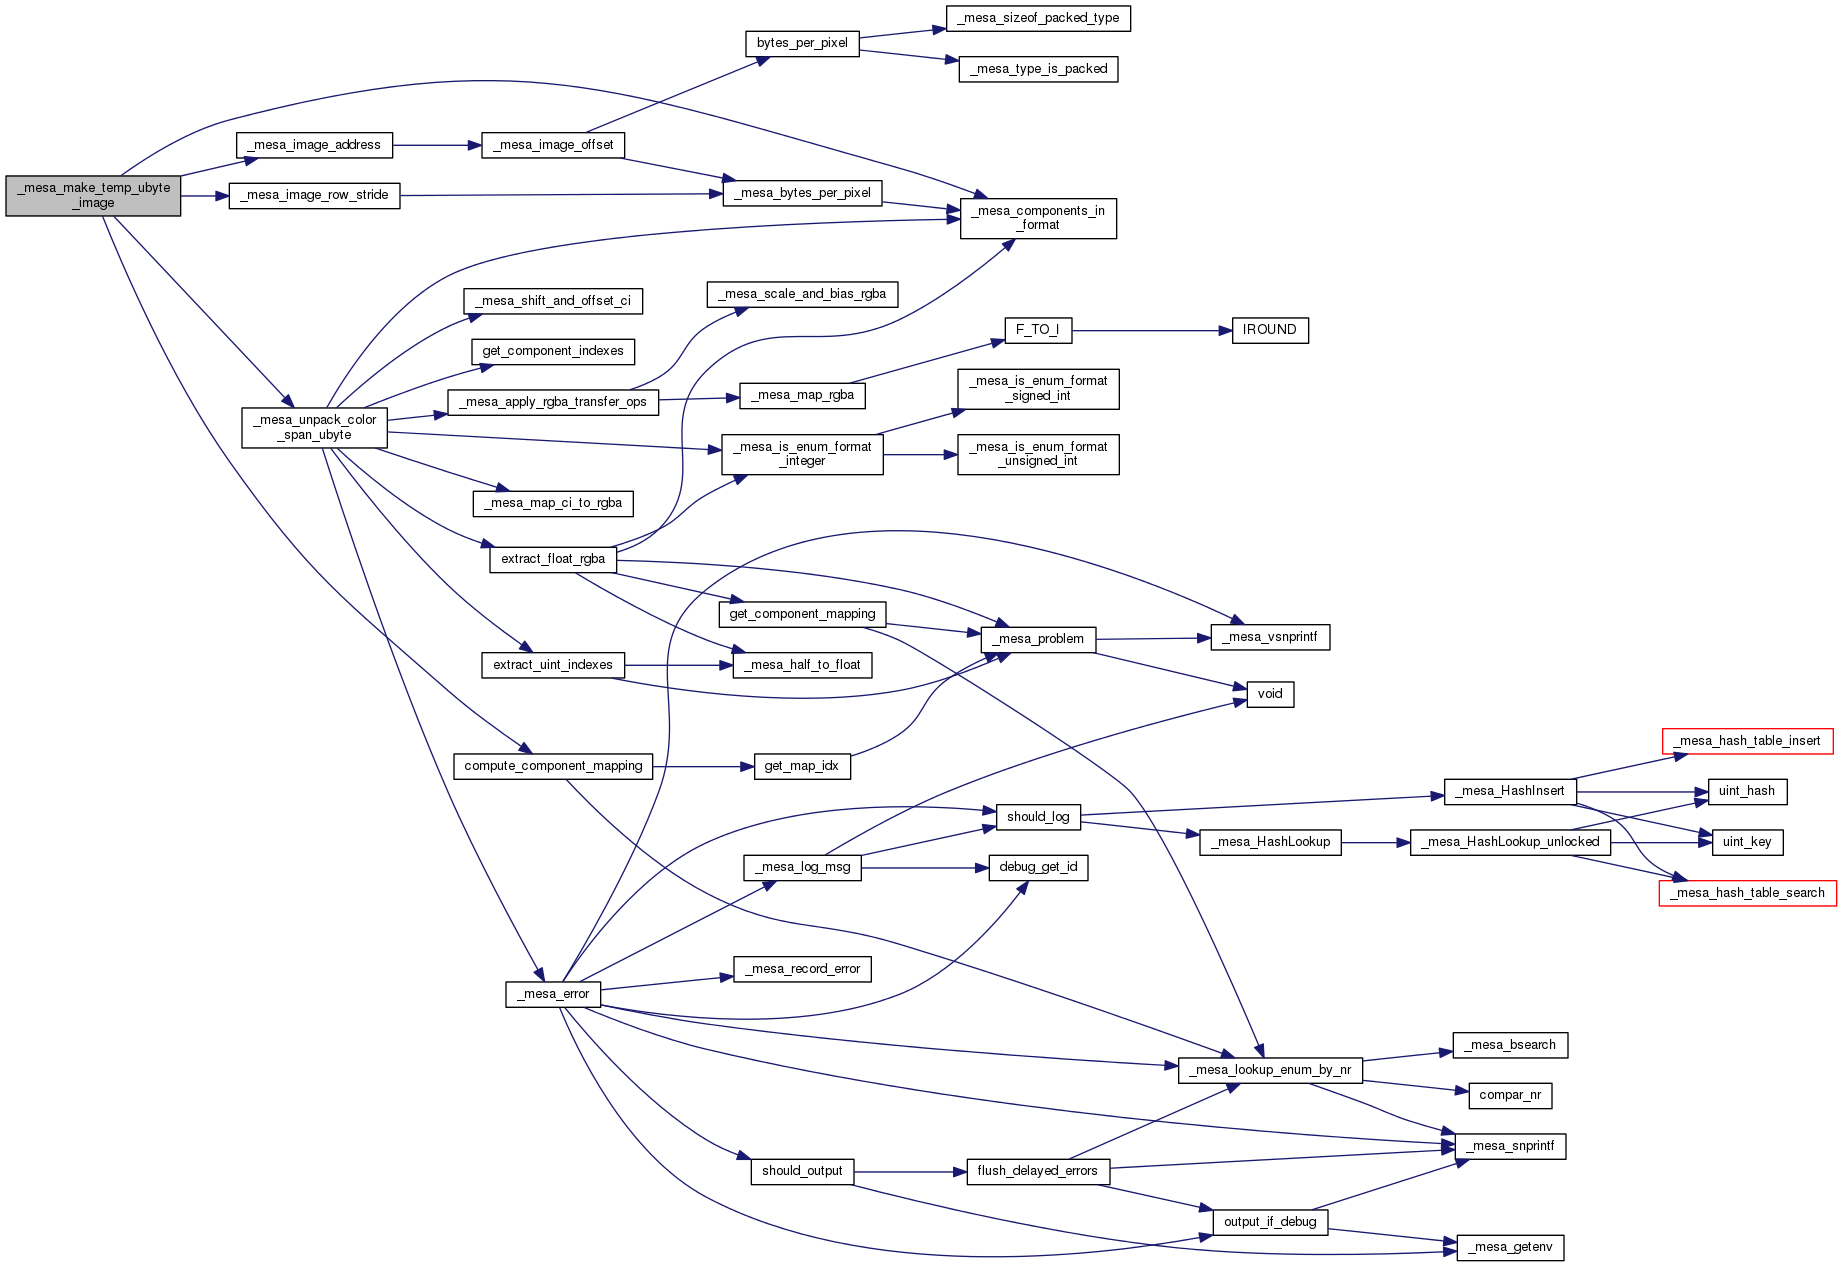 _mesa_sizeof_packed_type
bytes_per_pixel
_mesa_type_is_packed
_mesa_image_address
_mesa_image_offset
_mesa_make_temp_ubyte
_image
_mesa_image_row_stride
_mesa_bytes_per_pixel
_mesa_components_in
_format
_mesa_shift_and_offset_ci
_mesa_scale_and_bias_rgba
F_TO_I
IROUND
get_component_indexes
_mesa_apply_rgba_transfer_ops
_mesa_map_rgba
_mesa_is_enum_format
_signed_int
_mesa_unpack_color
_span_ubyte
_mesa_is_enum_format
_integer
_mesa_is_enum_format
_unsigned_int
_mesa_map_ci_to_rgba
extract_float_rgba
get_component_mapping
_mesa_problem
_mesa_vsnprintf
extract_uint_indexes
_mesa_half_to_float
void
compute_component_mapping
get_map_idx
_mesa_hash_table_insert
_mesa_HashInsert
uint_hash
should_log
_mesa_HashLookup
_mesa_HashLookup_unlocked
uint_key
_mesa_log_msg
debug_get_id
_mesa_hash_table_search
_mesa_record_error
_mesa_error
_mesa_lookup_enum_by_nr
_mesa_bsearch
compar_nr
_mesa_snprintf
should_output
flush_delayed_errors
output_if_debug
_mesa_getenv